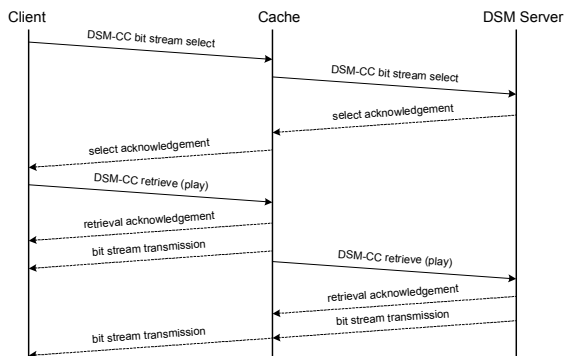 Client
Cache
DSM Server
DSM-CC bit stream select
DSM-CC bit stream select
select acknowledgement
select acknowledgement
DSM-CC retrieve (play)
retrieval acknowledgement
bit stream transmission
DSM-CC retrieve (play)
retrieval acknowledgement
bit stream transmission
bit stream transmission